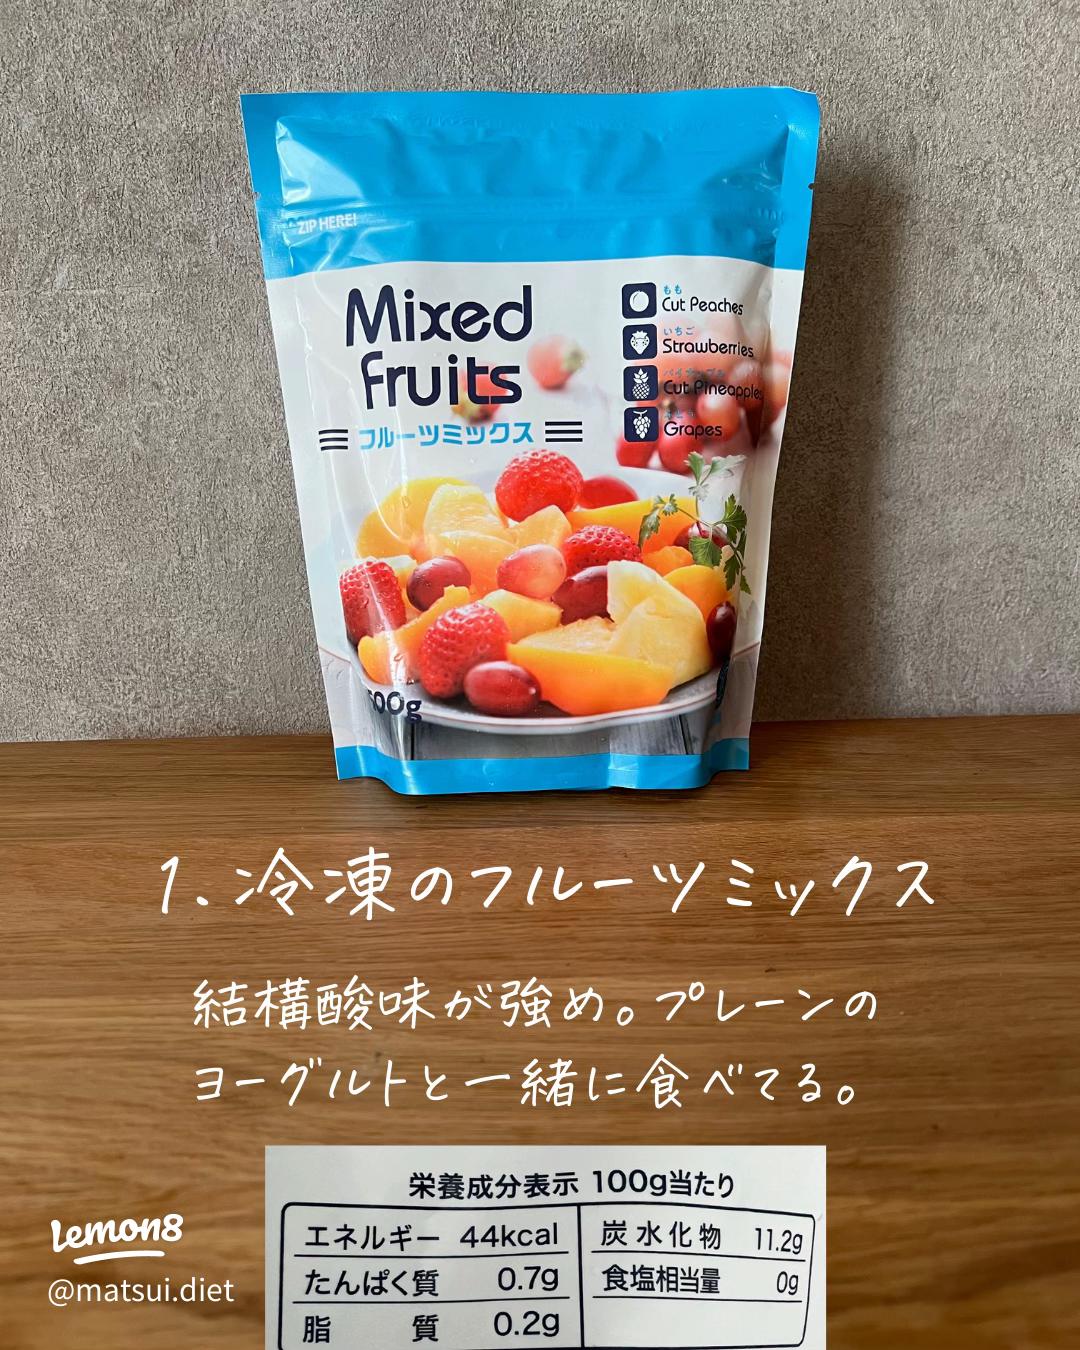 ZIP HERE!
Mixed
Fruits
フルーツミックス
もも
Cut Peaches
いちご
Strawberries
パイナップル
Cut Pineapples
Grapes
00g
1.冷凍のフルーツミックス
結構酸味が強め。プレーンの
ヨーグルトと一緒に食べてる。
栄養成分表示 100g当たり
エネルギー 44kcal
たんぱく質 0.7g
脂質 0.2g
炭水化物 11.2g
食塩相当量 0g
Lemon8
@matsui.diet